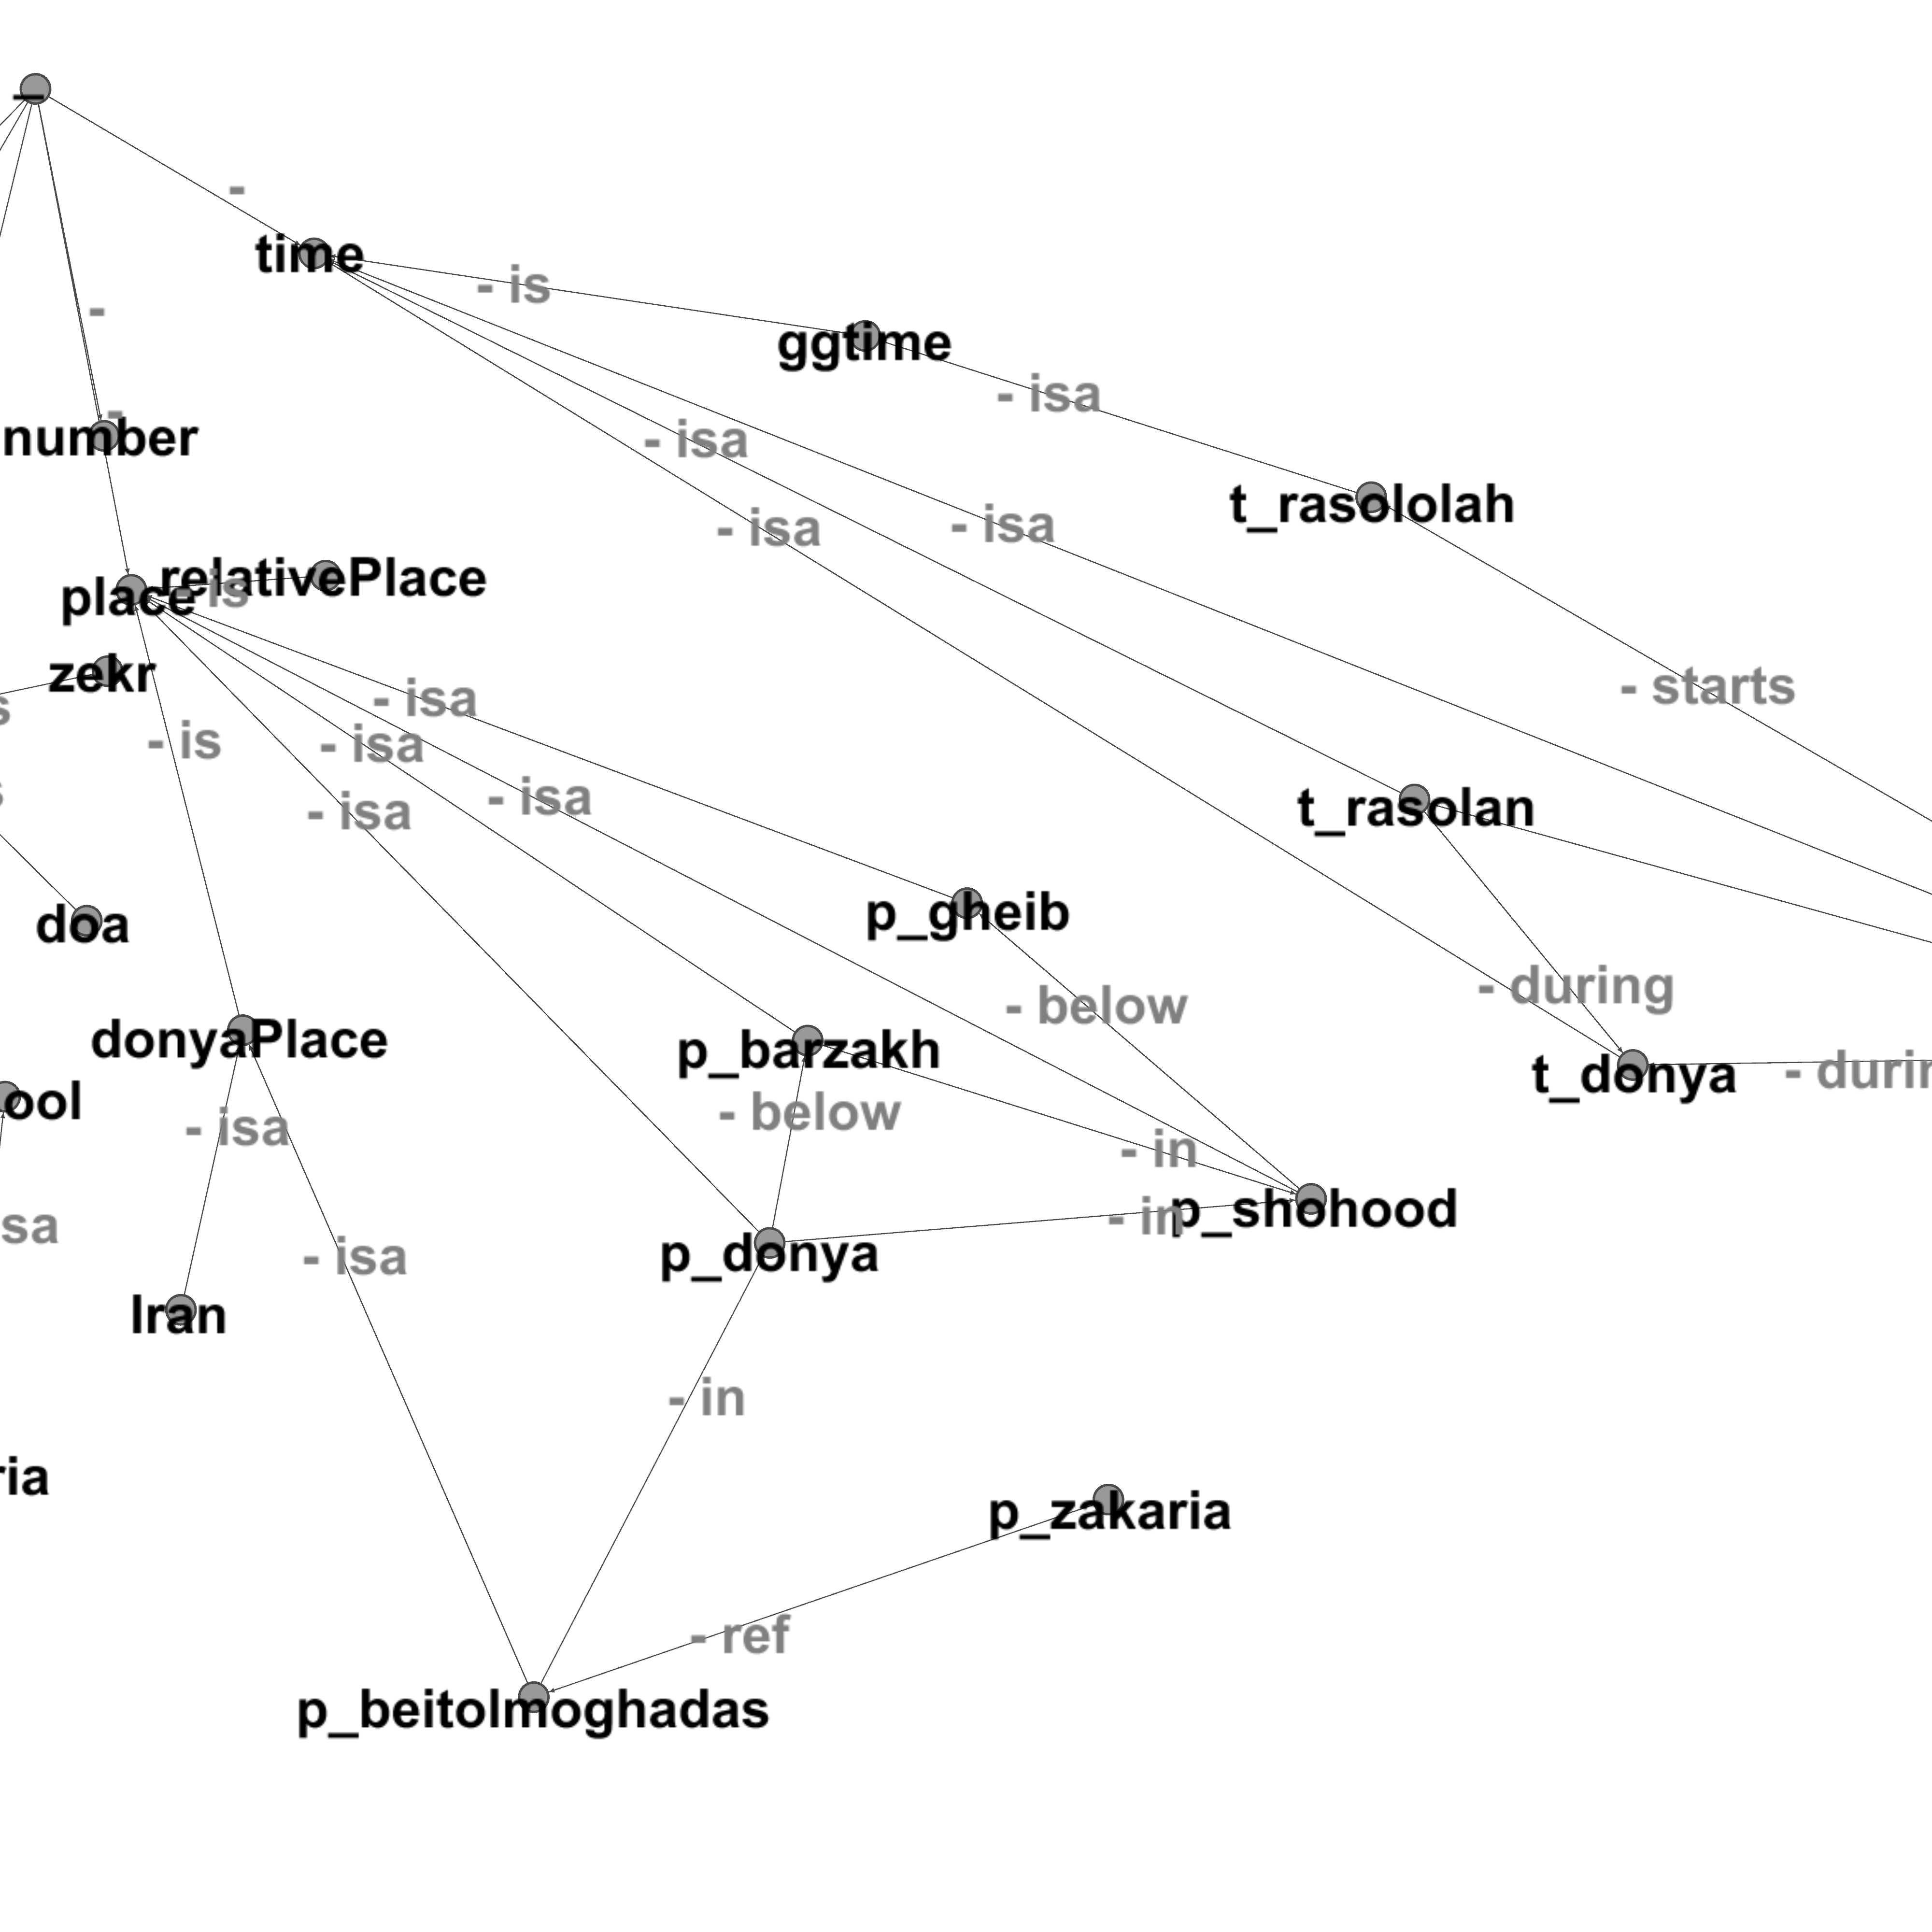 _
-
time
- is
-
ggtime
- isa
-
number
- isa
t_rasololah
- isa
- isa
relativePlace
- is
place
zekr
- starts
- isa
s
- is
- isa
- isa
- isa
t_rasolan
doa
p_gheib
- during
- below
donyaPlace
p_barzakh
t_donya
- durin
ool
- below
- isa
- in
p_shohood
- in
sa
- isa
p_donya
Iran
- in
ria
p_zakaria
- ref
p_beitolmoghadas